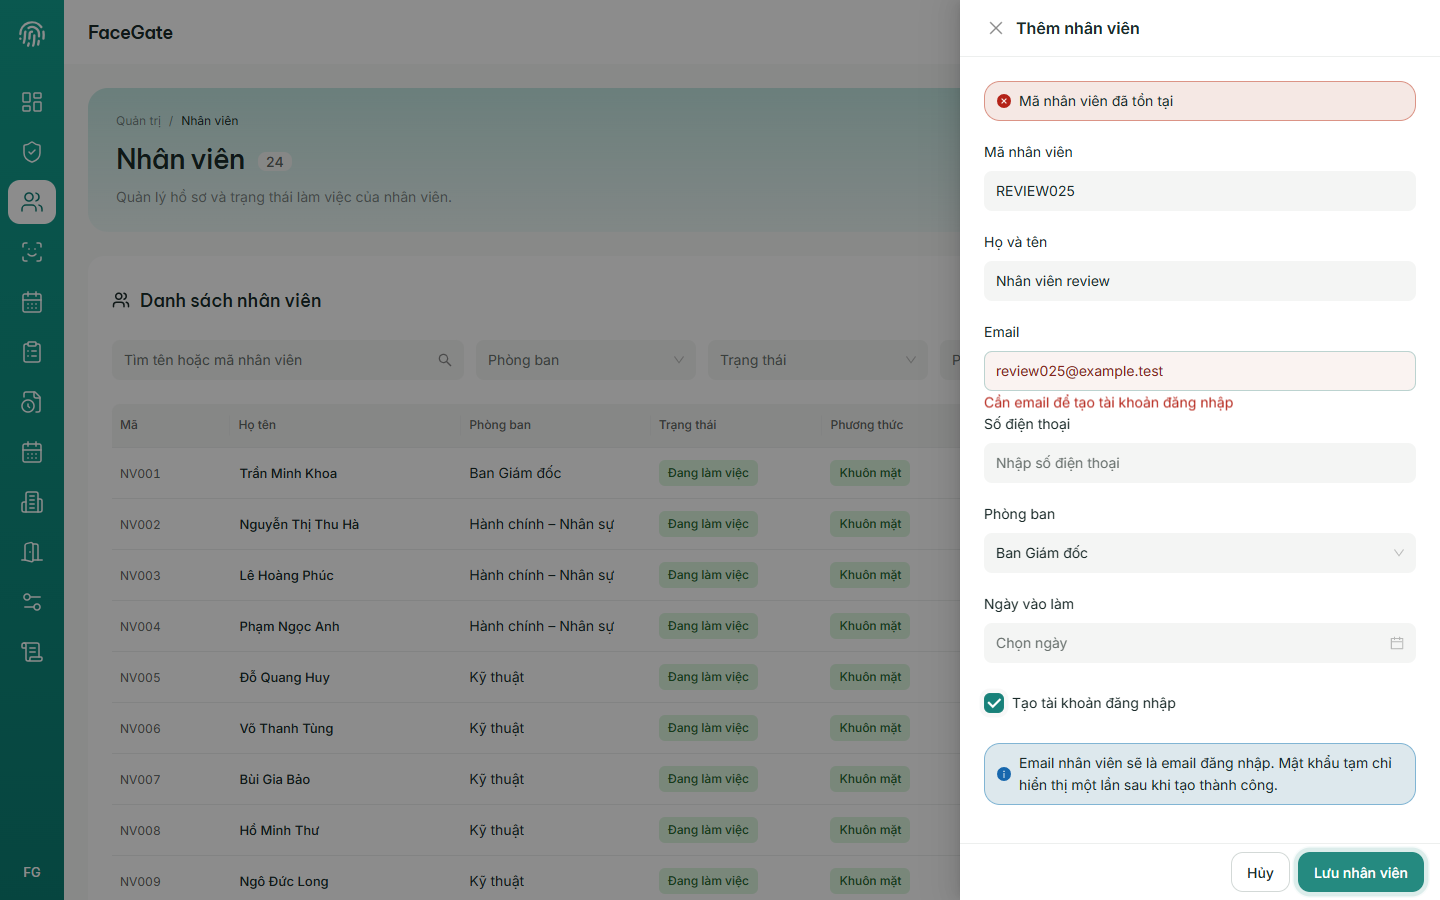 FaceGate
Quản trị / Nhân viên
Nhân viên 24
Quản lý hồ sơ và trạng thái làm việc của nhân viên.
Danh sách nhân viên
Tìm tên hoặc mã nhân viên
Phòng ban
Trạng thái
P
Mã Họ tên Phòng ban Trạng thái Phương thức
NV001 Trần Minh Khoa Ban Giám đốc Đang làm việc Khuôn mặt
NV002 Nguyễn Thị Thu Hà Hành chính – Nhân sự Đang làm việc Khuôn mặt
NV003 Lê Hoàng Phúc Hành chính – Nhân sự Đang làm việc Khuôn mặt
NV004 Phạm Ngọc Anh Hành chính – Nhân sự Đang làm việc Khuôn mặt
NV005 Đỗ Quang Huy Kỹ thuật Đang làm việc Khuôn mặt
NV006 Võ Thanh Tùng Kỹ thuật Đang làm việc Khuôn mặt
NV007 Bùi Gia Bảo Kỹ thuật Đang làm việc Khuôn mặt
NV008 Hồ Minh Thư Kỹ thuật Đang làm việc Khuôn mặt
NV009 Ngô Đức Long Kỹ thuật Đang làm việc Khuôn mặt
FG
Thêm nhân viên
Mã nhân viên đã tồn tại
Mã nhân viên
REVIEW025
Họ và tên
Nhân viên review
Email
review025@example.test
Cần email để tạo tài khoản đăng nhập
Số điện thoại
Nhập số điện thoại
Phòng ban
Ban Giám đốc
Ngày vào làm
Chọn ngày
Tạo tài khoản đăng nhập
Email nhân viên sẽ là email đăng nhập. Mật khẩu tạm chỉ
hiển thị một lần sau khi tạo thành công.
Hủy
Lưu nhân viên